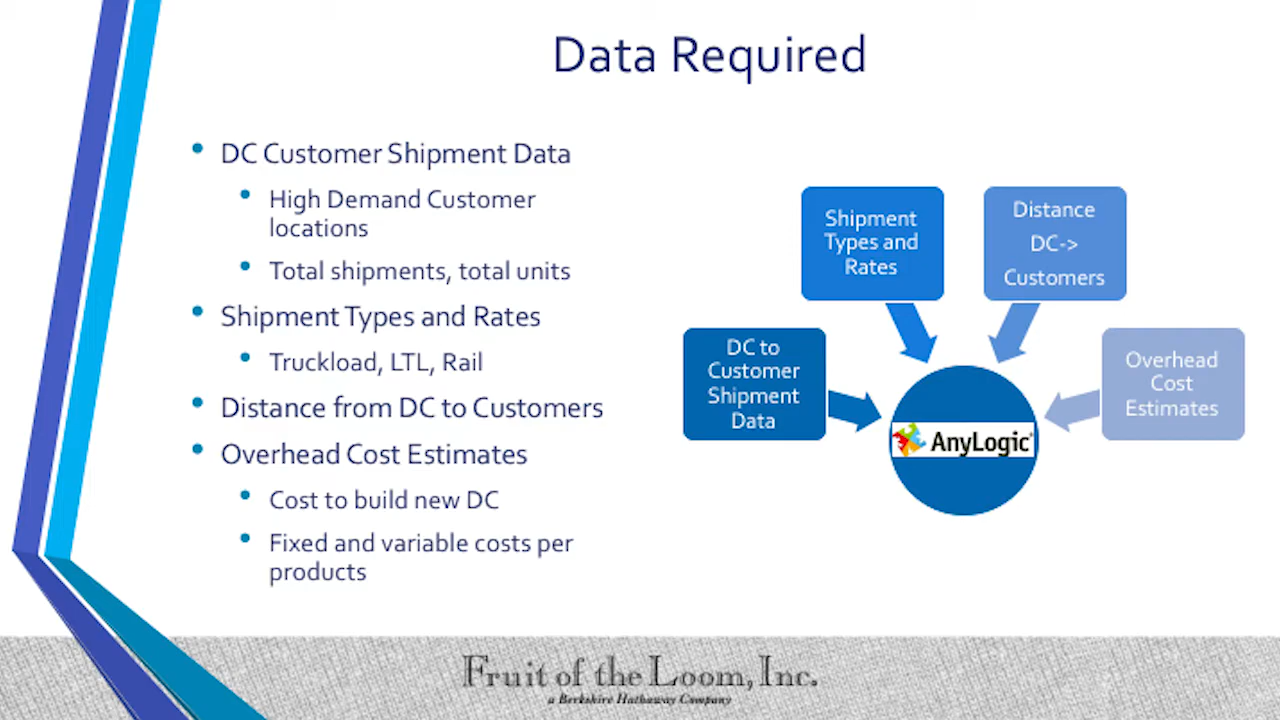 Data Required
• DC Customer Shipment Data
• High Demand Customer
locations
• Total shipments, total units
• Shipment Types and Rates
• Truckload, LTL, Rail
• Distance from DC to Customers
• Overhead Cost Estimates
• Cost to build new DC
• Fixed and variable costs per
products
DC to
Customer
Shipment
Data
Shipment
Types and
Rates
Distance
DC->
Customers
Overhead
Cost
Estimates
AnyLogic®
Fruit of the Loom, Inc.
a Berkshire Hathaway Company